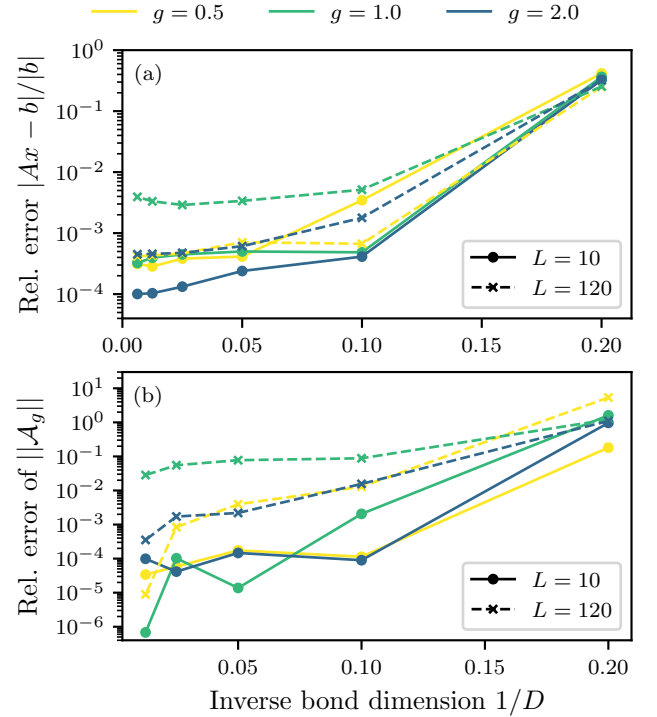 g = 0.5 g = 1.0 g = 2.0
(a)
Rel. error |Ax − b|/|b|
10^0
10^−1
10^−2
10^−3
10^−4
L = 10
L = 120
0.00 0.05 0.10 0.15 0.20
(b)
Rel. error of ||𝒜_g||
10^1
10^0
10^−1
10^−2
10^−3
10^−4
10^−5
10^−6
L = 10
L = 120
0.05 0.10 0.15 0.20
Inverse bond dimension 1/D